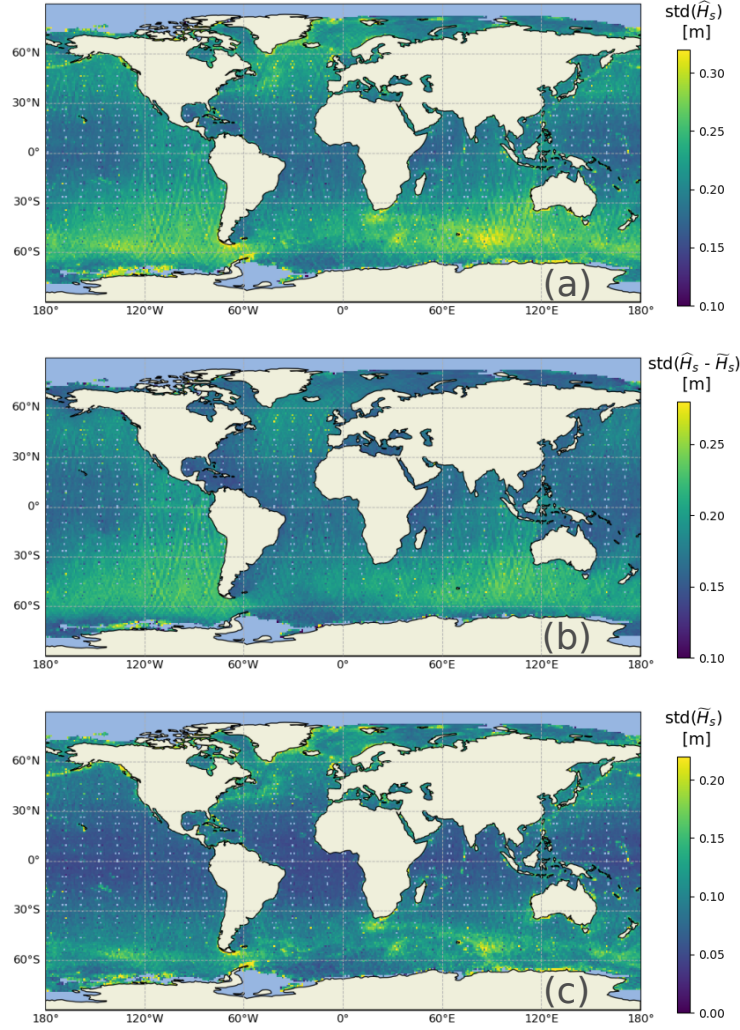 std(Ĥₛ)
[m]
60°N
30°N
0°
30°S
60°S
180°
120°W
60°W
0°
60°E
120°E
180°
(a)
0.30
0.25
0.20
0.15
0.10
std(Ĥₛ - H̃ₛ)
[m]
60°N
30°N
0°
30°S
60°S
180°
120°W
60°W
0°
60°E
120°E
180°
(b)
0.25
0.20
0.15
0.10
std(H̃ₛ)
[m]
60°N
30°N
0°
30°S
60°S
180°
120°W
60°W
0°
60°E
120°E
180°
(c)
0.20
0.15
0.10
0.05
0.00